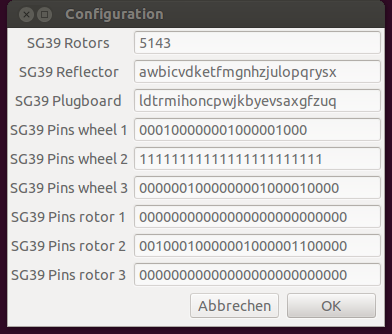 Configuration
SG39 Rotors 5143
SG39 Reflector awbicvdketfmgnhzjulopqrysx
SG39 Plugboard ldtrmihoncpwjkbyevsaxgfzuq
SG39 Pins wheel 1 000100000001000001000
SG39 Pins wheel 2 11111111111111111111111
SG39 Pins wheel 3 0000001000000001000010000
SG39 Pins rotor 1 00000000000000000000000000
SG39 Pins rotor 2 00100010000001000001100000
SG39 Pins rotor 3 00000000000000000000000000
Abbrechen OK